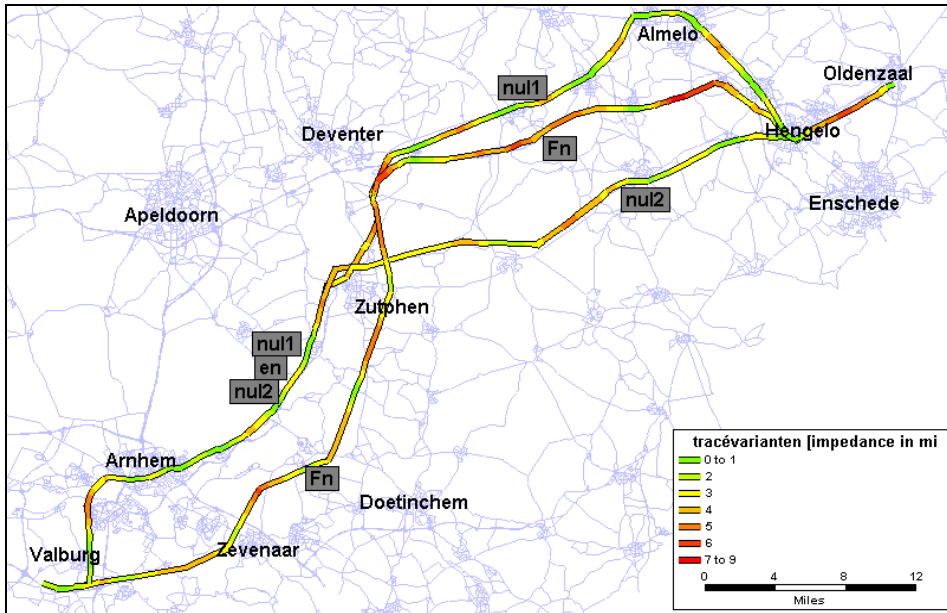 Almelo
Oldenzaal
nul1
Deventer
Hengelo
Fn
Apeldoorn
nul2
Enschede
Zutphen
nul1
en
nul2
Arnhem
Fn
Doetinchem
Valburg
Zevenaar
tracévarianten [impedance in mi
0 to 1
2
3
4
5
6
7 to 9
0 4 8 12
Miles